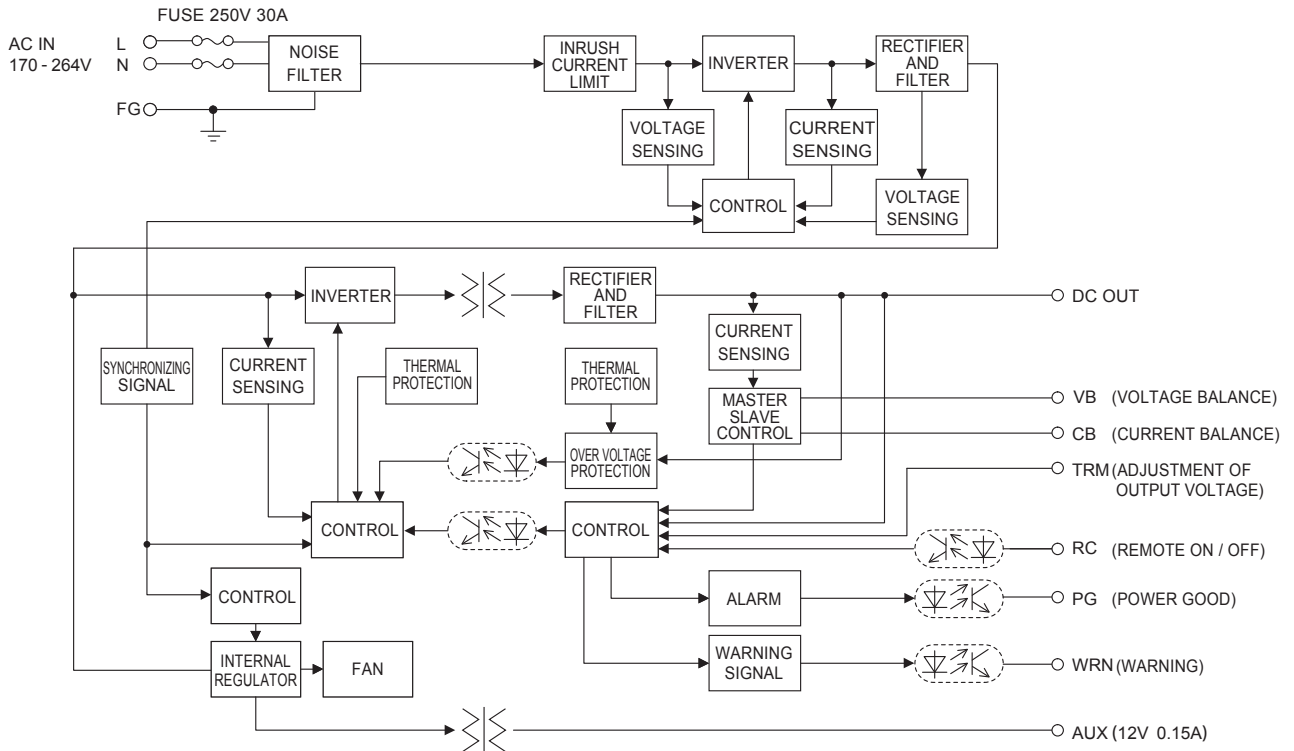 FUSE 250V 30A
AC IN
170 - 264V
L
N
FG
NOISE
FILTER
INRUSH
CURRENT
LIMIT
INVERTER
RECTIFIER
AND
FILTER
VOLTAGE
SENSING
CURRENT
SENSING
CONTROL
VOLTAGE
SENSING
INVERTER
RECTIFIER
AND
FILTER
DC OUT
SYNCHRONIZING
SIGNAL
CURRENT
SENSING
THERMAL
PROTECTION
THERMAL
PROTECTION
CURRENT
SENSING
MASTER
SLAVE
CONTROL
VB (VOLTAGE BALANCE)
CB (CURRENT BALANCE)
OVER VOLTAGE
PROTECTION
TRM (ADJUSTMENT OF
OUTPUT VOLTAGE)
CONTROL
CONTROL
RC (REMOTE ON / OFF)
CONTROL
ALARM
PG (POWER GOOD)
INTERNAL
REGULATOR
FAN
WARNING
SIGNAL
WRN (WARNING)
AUX (12V 0.15A)